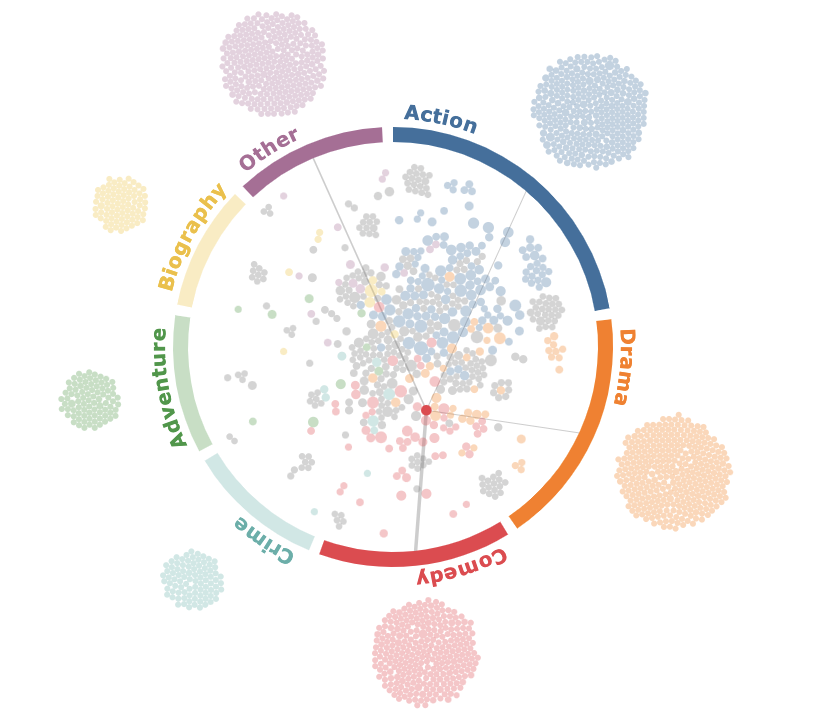 Action
Drama
Comedy
Crime
Adventure
Biography
Other